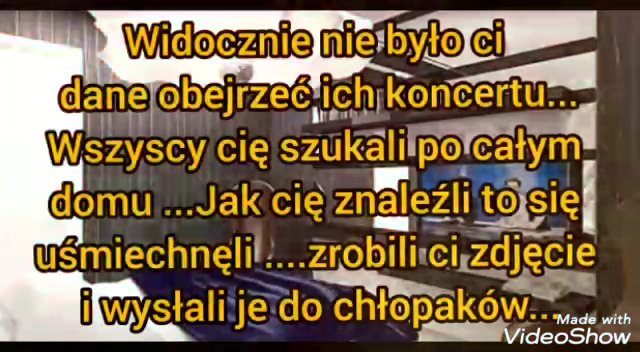 Widocznie nie było ci
dane obejrzeć ich koncertu...
Wszyscy cię szukali po całym
domu ...Jak cię znaleźli to się
uśmiechnęli ....zrobili ci zdjęcie
i wysłali je do chłopaków...
Made with
VideoShow